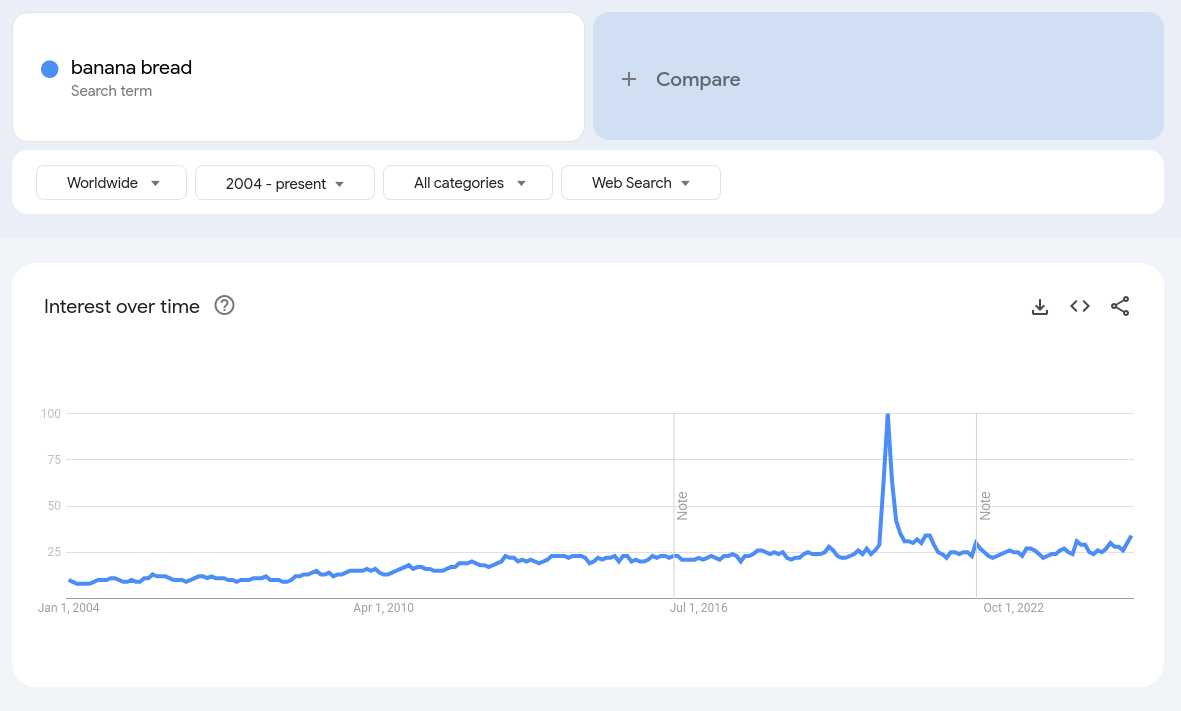 banana bread
Search term
+ Compare
Worldwide
2004 - present
All categories
Web Search
Interest over time
?
100
75
50
25
Note
Note
Jan 1, 2004
Apr 1, 2010
Jul 1, 2016
Oct 1, 2022